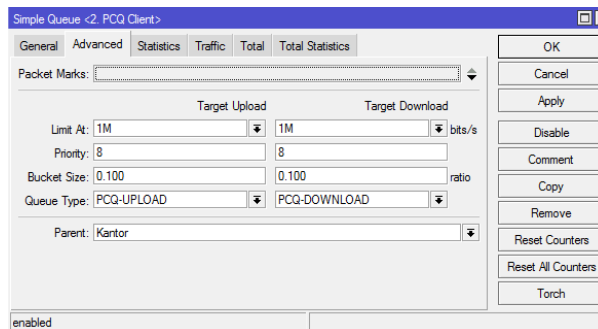 Simple Queue <2. PCQ Client>
General Advanced Statistics Traffic Total Total Statistics
OK
Packet Marks:
Cancel
Target Upload Target Download
Apply
Limit At: 1M 1M bits/s
Disable
Priority: 8 8
Comment
Bucket Size: 0.100 0.100 ratio
Copy
Queue Type: PCQ-UPLOAD PCQ-DOWNLOAD
Remove
Parent: Kantor
Reset Counters
Reset All Counters
Torch
enabled